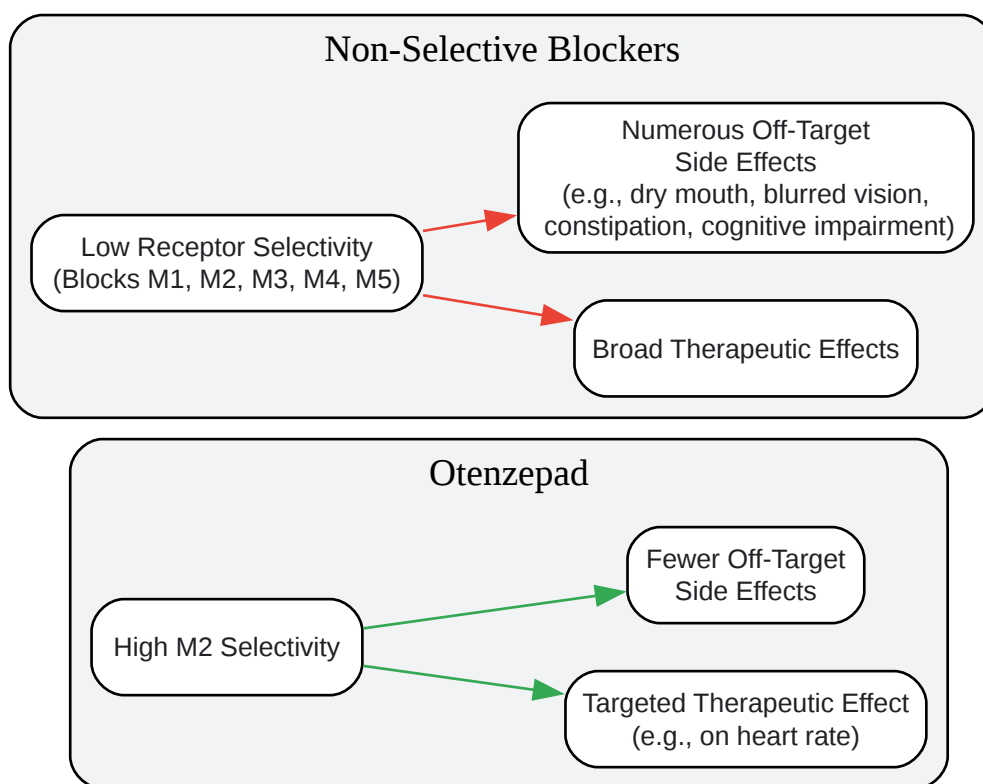 Non-Selective Blockers
Numerous Off-Target
Side Effects
(e.g., dry mouth, blurred vision,
constipation, cognitive impairment)
Low Receptor Selectivity
(Blocks M1, M2, M3, M4, M5)
Broad Therapeutic Effects
Otenzepad
Fewer Off-Target
Side Effects
High M2 Selectivity
Targeted Therapeutic Effect
(e.g., on heart rate)